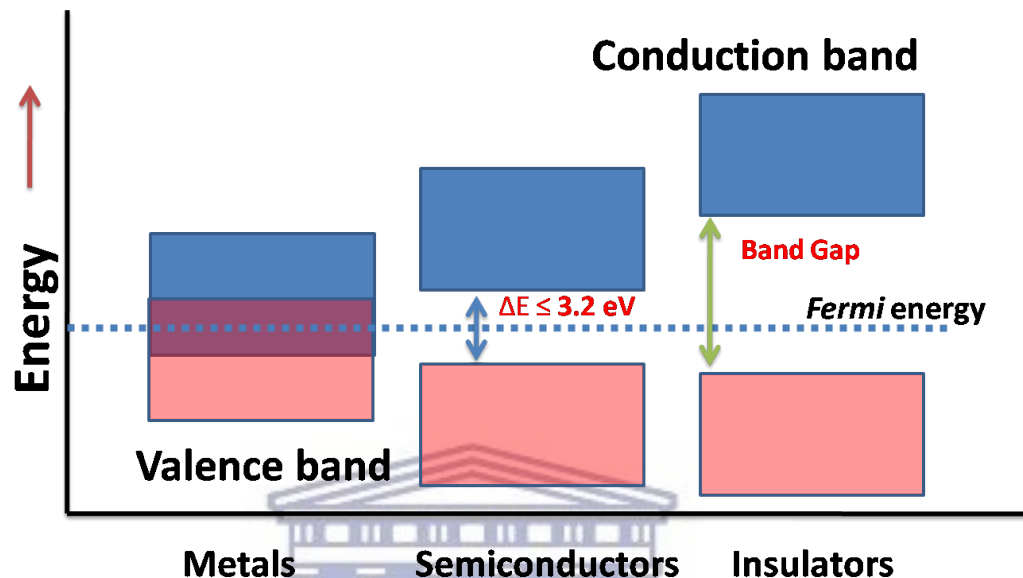 Conduction band
Band Gap
ΔE ≤ 3.2 eV
Fermi energy
Energy
Valence band
Metals
Semiconductors
Insulators